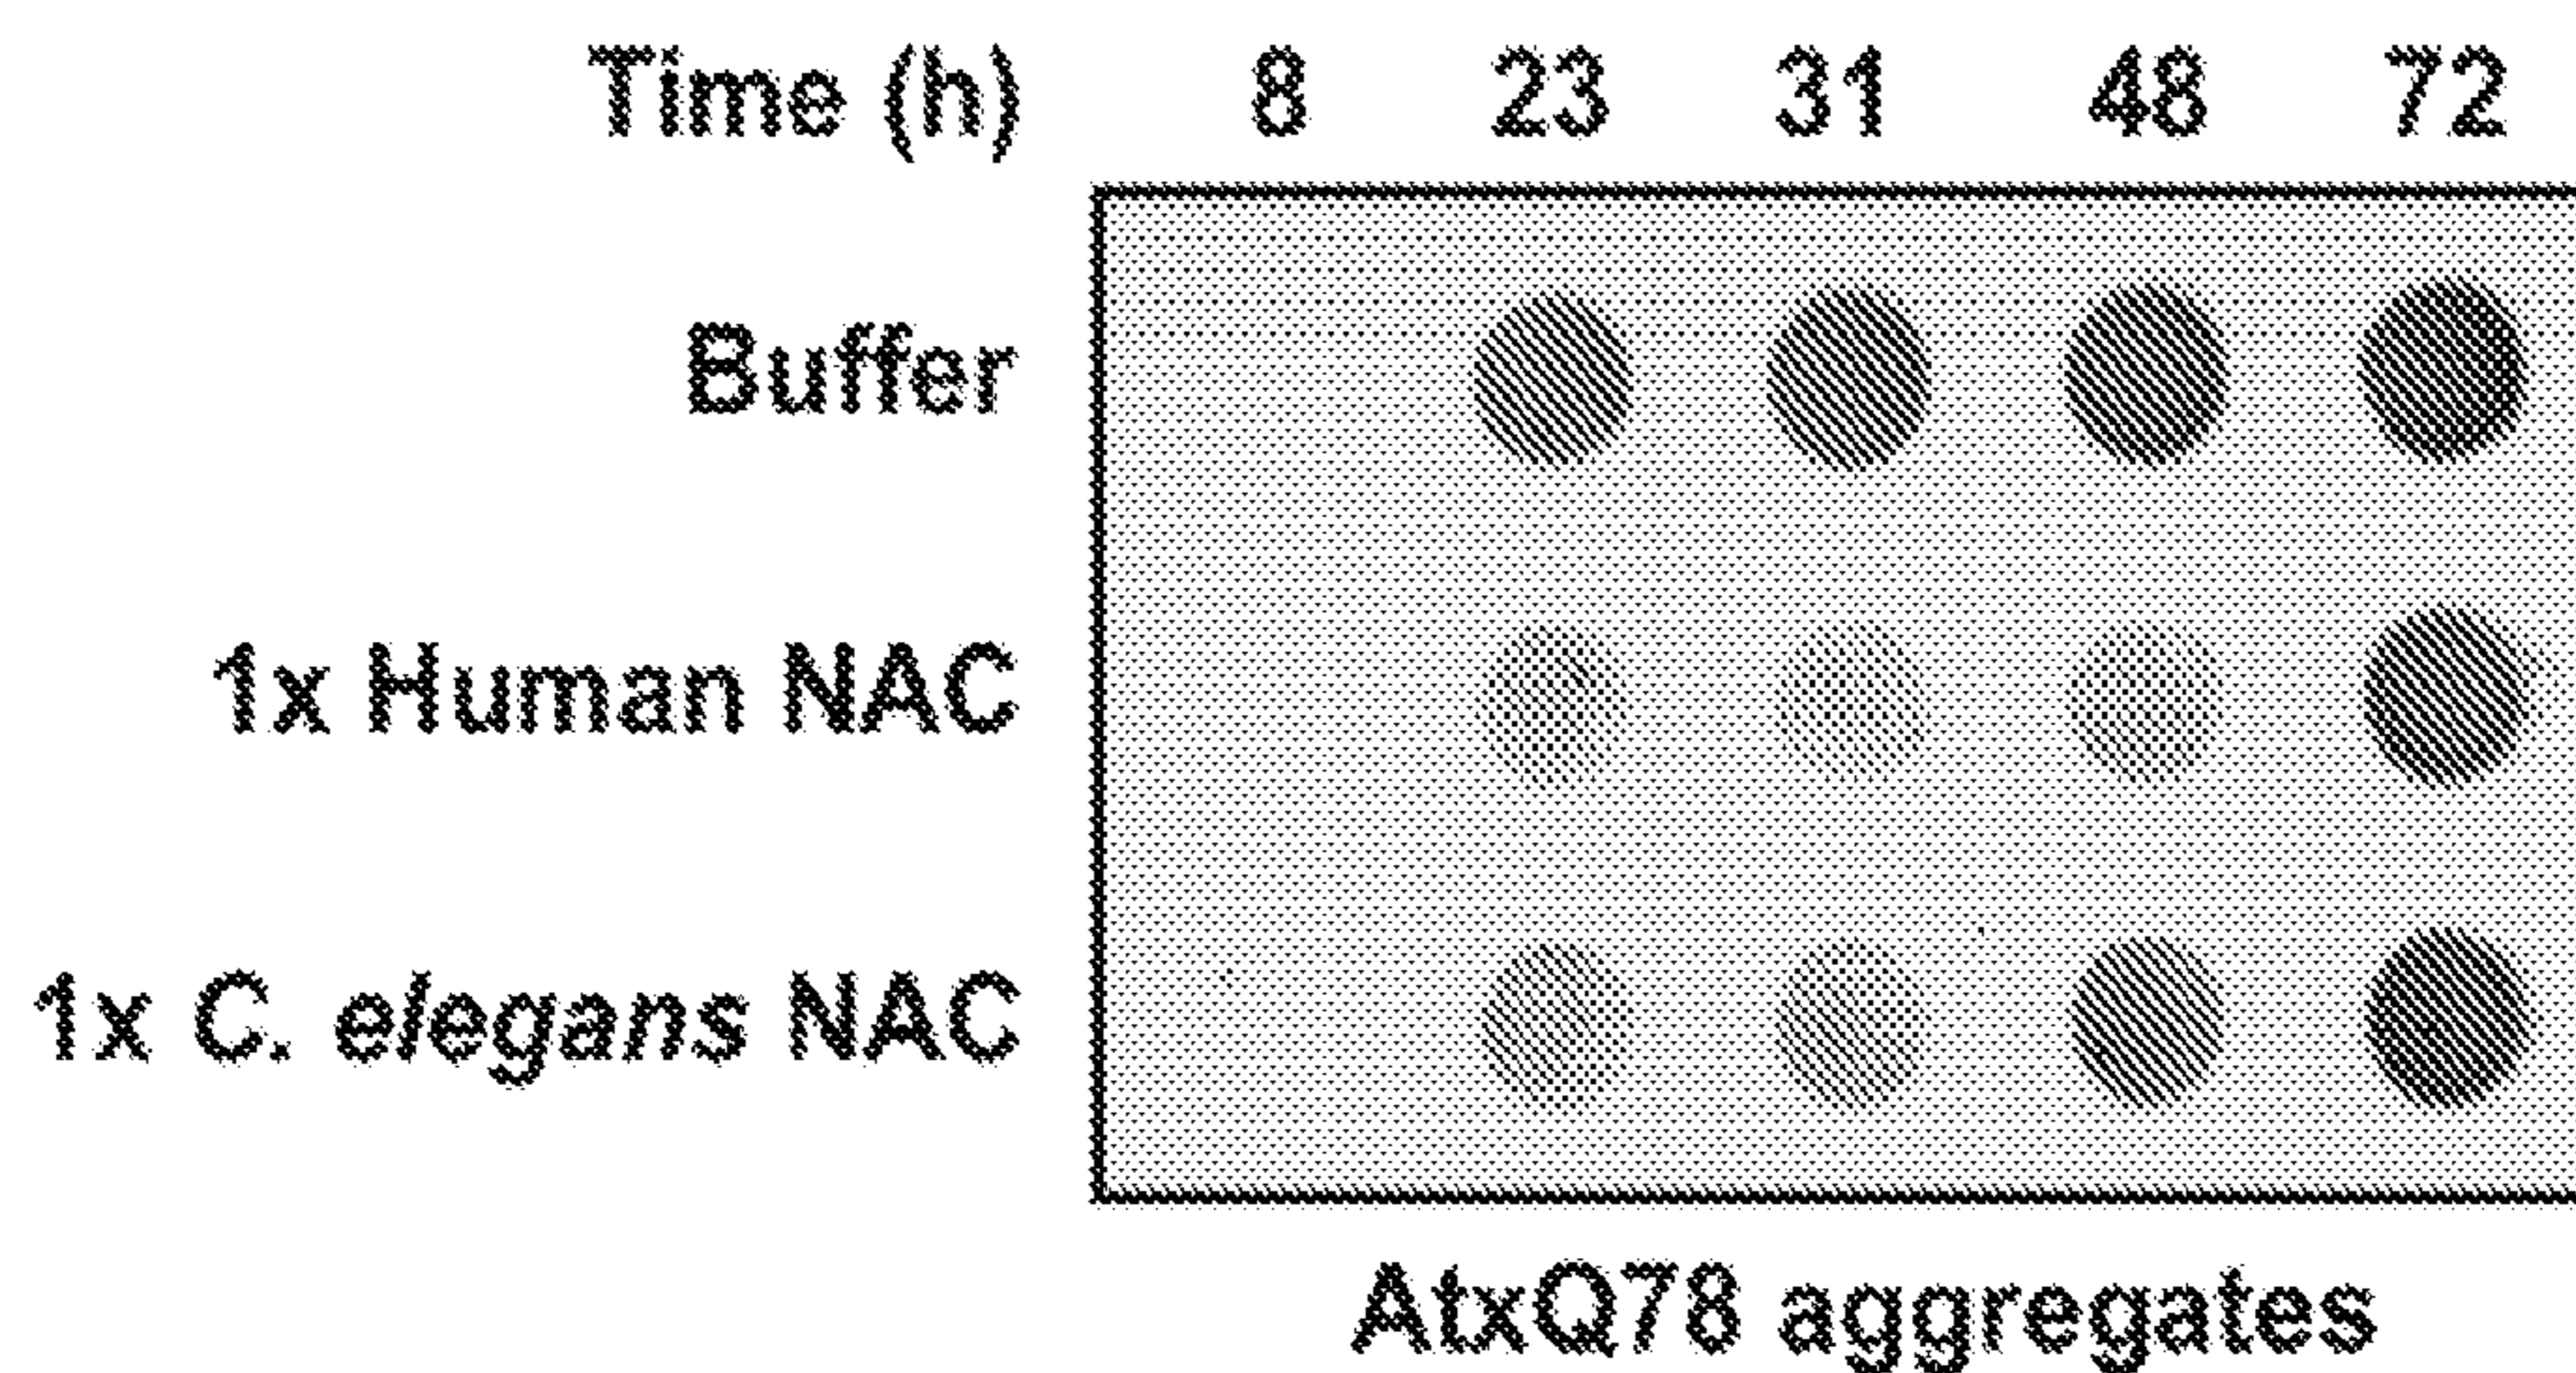 Time (h) 8 23 31 48 72
Buffer
1x Human NAC
1x C. elegans NAC
AtxQ78 aggregates